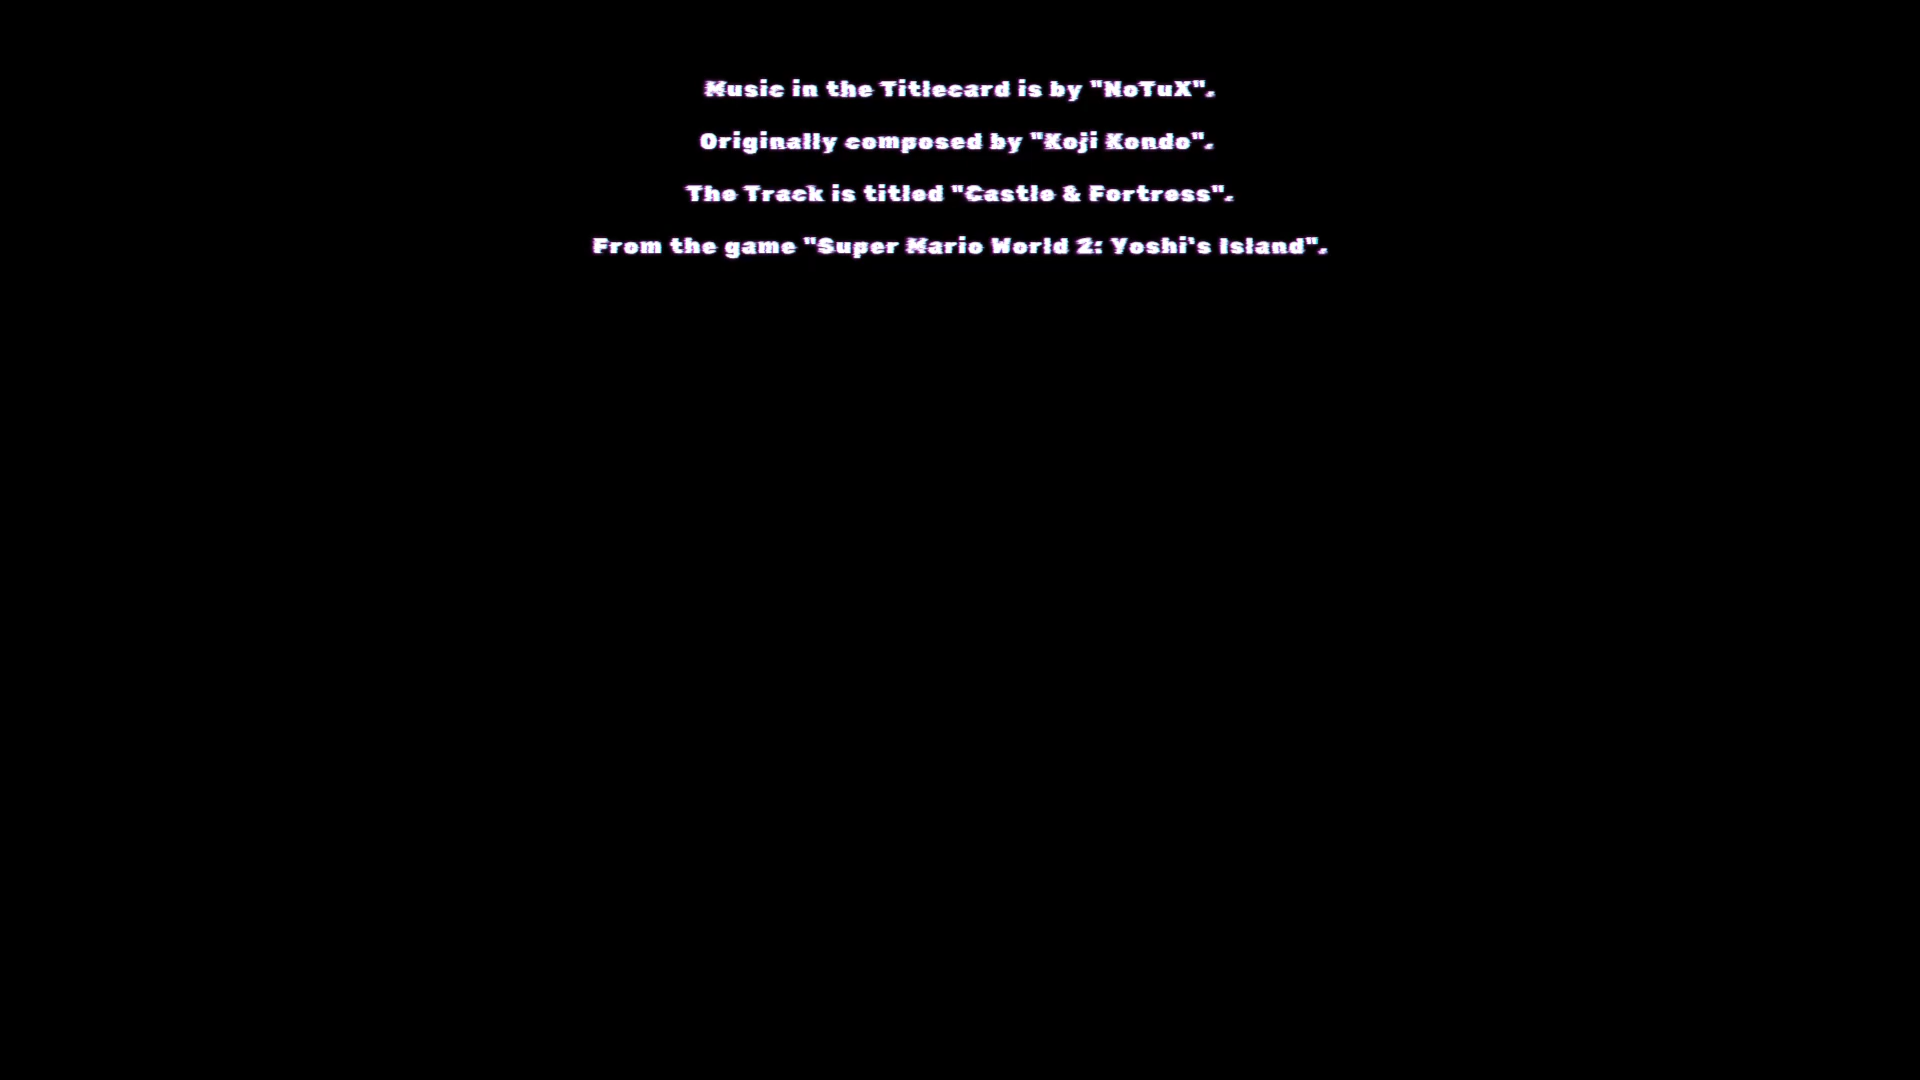 Music in the Titlecard is by "NoTuX".
Originally composed by "Koji Kondo".
The Track is titled "Castle & Fortress".
From the game "Super Mario World 2: Yoshi's Island".